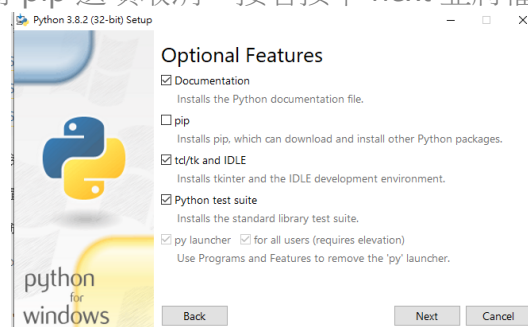 pip
next
Python 3.8.2 (32-bit) Setup
Optional Features
Documentation
Installs the Python documentation file.
pip
Installs pip, which can download and install other Python packages.
tcl/tk and IDLE
Installs tkinter and the IDLE development environment.
Python test suite
Installs the standard library test suite.
py launcher for all users (requires elevation)
Use Programs and Features to remove the 'py' launcher.
python
for
windows
Back Next Cancel